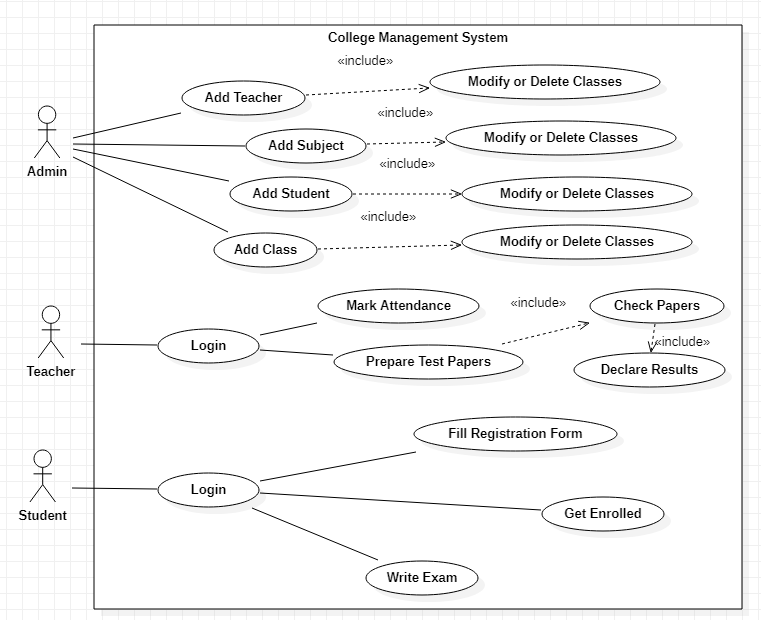 College Management System
«include»
Add Teacher
Modify or Delete Classes
«include»
Add Subject
Modify or Delete Classes
Admin
«include»
Add Student
Modify or Delete Classes
«include»
Add Class
Modify or Delete Classes
Mark Attendance
«include»
Check Papers
Login
Teacher
Prepare Test Papers
«include»
Declare Results
Fill Registration Form
Login
Student
Get Enrolled
Write Exam